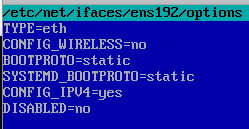 /etc/net/ifaces/ens192/options
TYPE=eth
CONFIG_WIRELESS=no
BOOTPROTO=static
SYSTEMD_BOOTPROTO=static
CONFIG_IPV4=yes
DISABLED=no